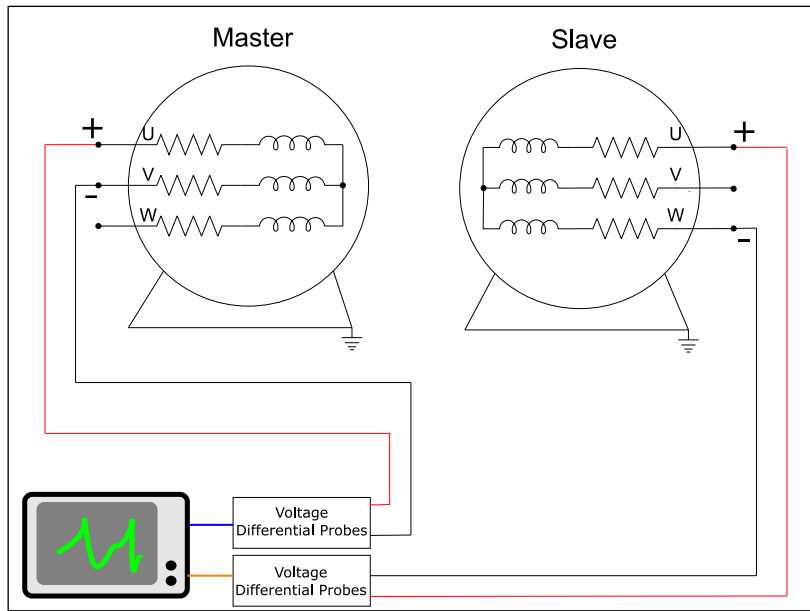 Master
Slave
+
U
V
-
W
U
+
V
W
-
Voltage
Differential Probes
Voltage
Differential Probes